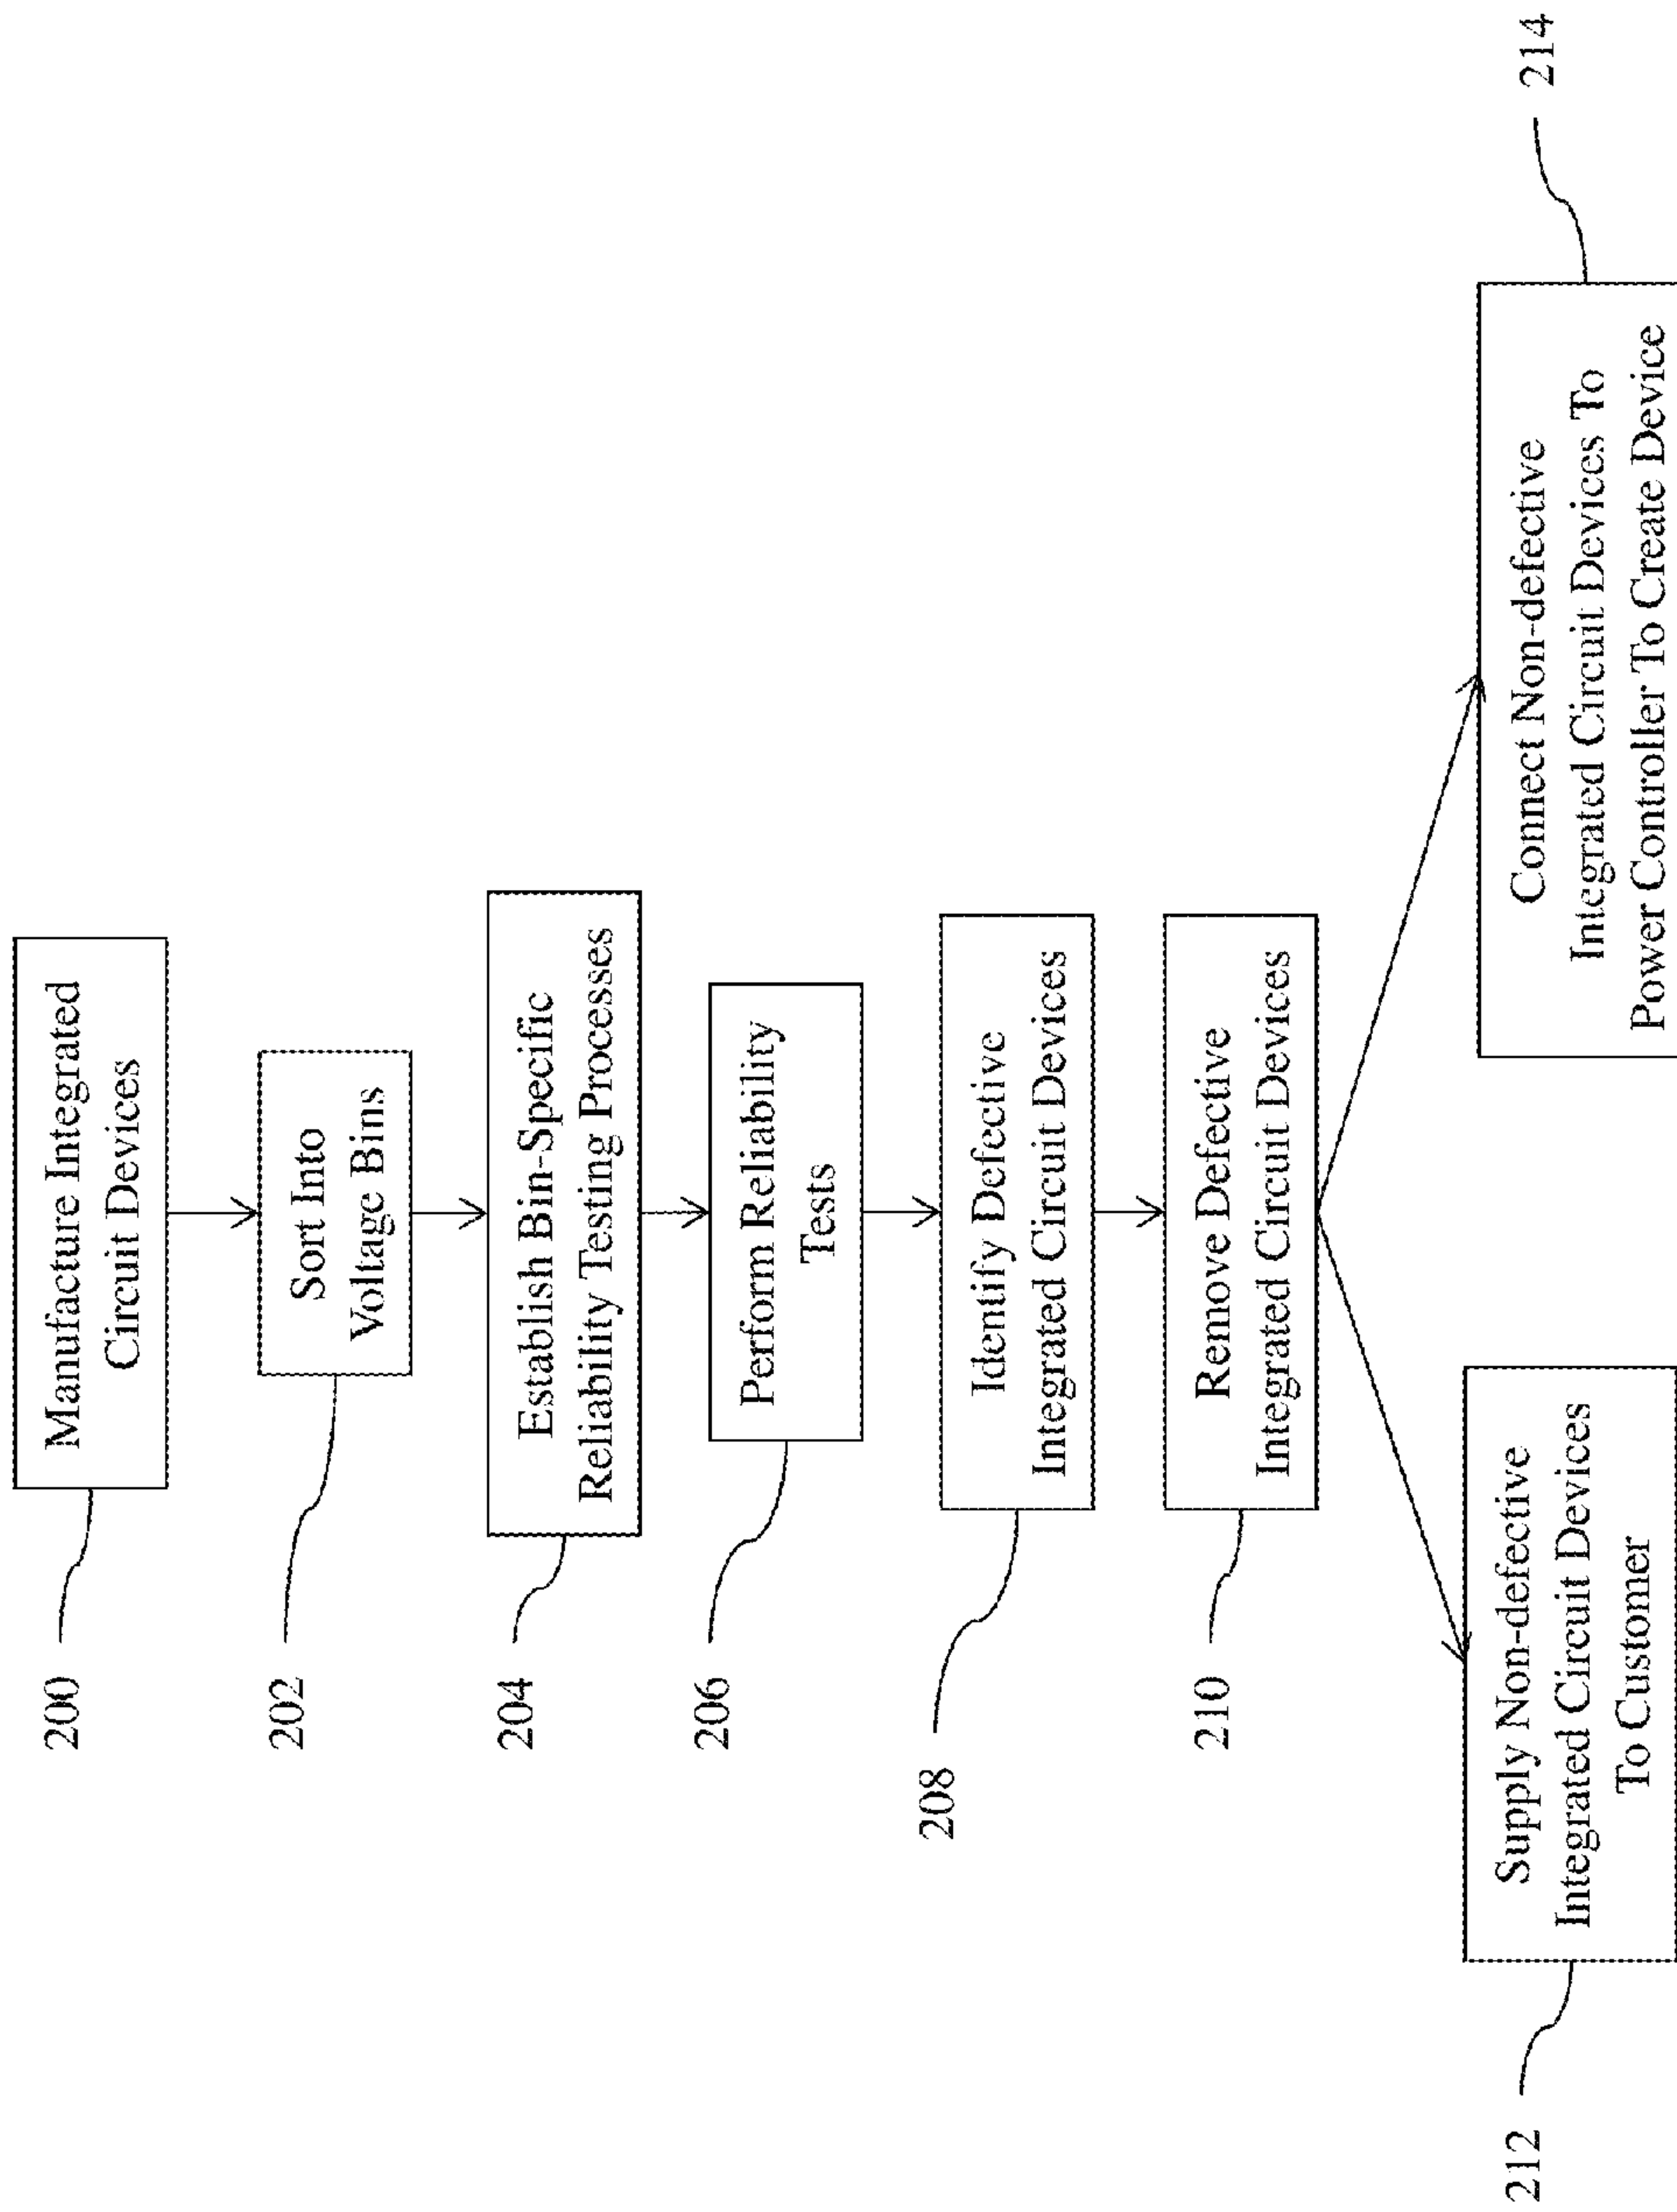 200
Manufacture Integrated
Circuit Devices
202
Sort Into
Voltage Bins
204
Establish Bin-Specific
Reliability Testing Processes
206
Perform Reliability
Tests
208
Identify Defective
Integrated Circuit Devices
210
Remove Defective
Integrated Circuit Devices
212
Supply Non-defective
Integrated Circuit Devices
To Customer
214
Connect Non-defective
Integrated Circuit Devices To
Power Controller To Create Device